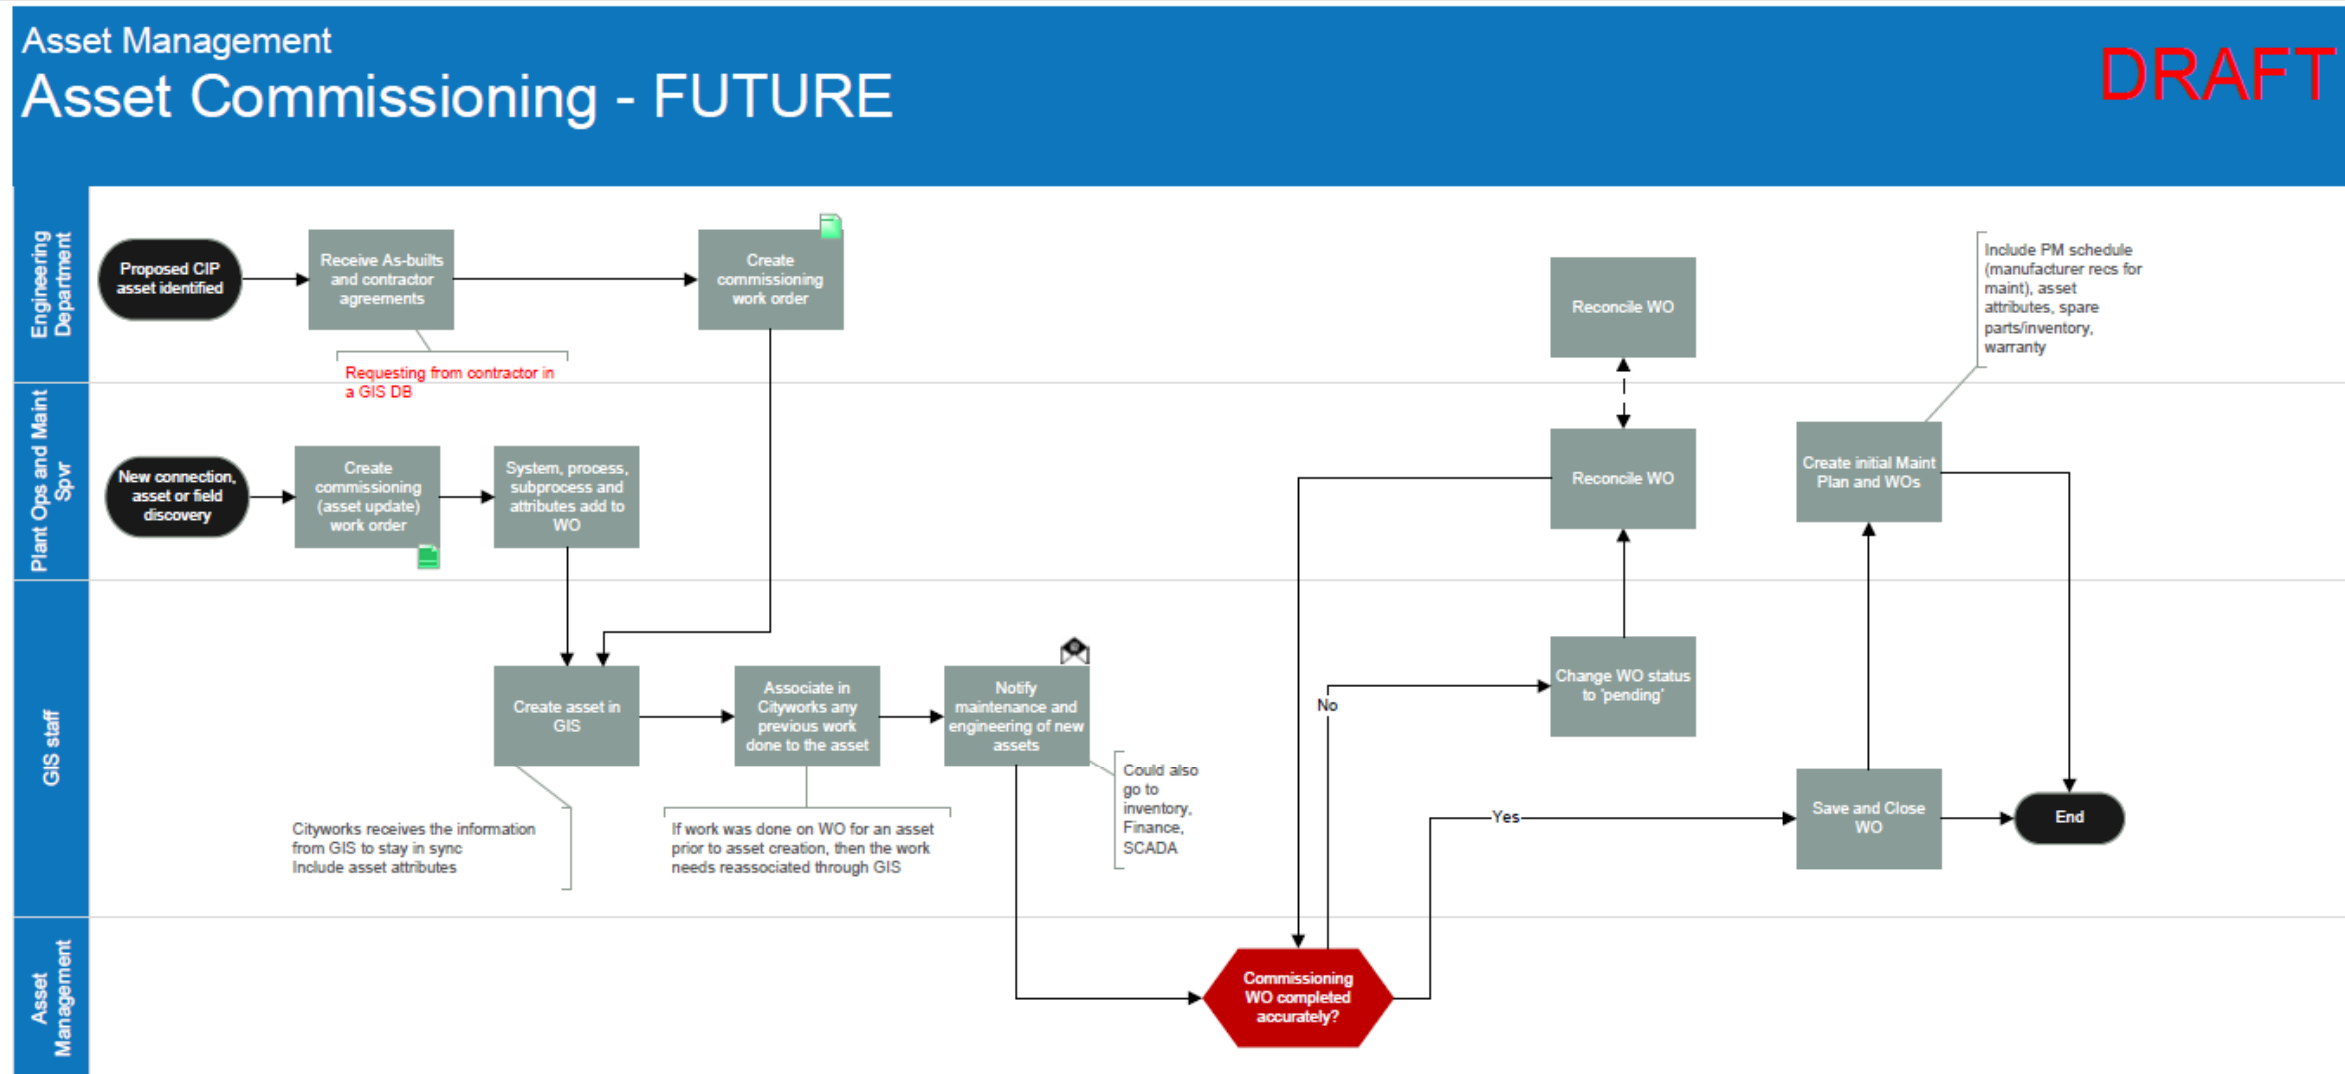 Asset Management
Asset Commissioning - FUTURE
DRAFT
Engineering
Department
Proposed CIP
asset identified
Receive As-builts
and contractor
agreements
Requesting from contractor in
a GIS DB
Create
commissioning
work order
Reconcile WO
Include PM schedule
(manufacturer recs for
maint), asset
attributes, spare
parts/inventory,
warranty
Plant Ops and Maint
Spvr
New connection,
asset or field
discovery
Create
commissioning
(asset update)
work order
System, process,
subprocess and
attributes add to
WO
Reconcile WO
Create initial Maint
Plan and WOs
GIS staff
Create asset in
GIS
Cityworks receives the information
from GIS to stay in sync
Include asset attributes
Associate in
Cityworks any
previous work
done to the asset
If work was done on WO for an asset
prior to asset creation, then the work
needs reassociated through GIS
Notify
maintenance and
engineering of new
assets
Could also
go to
inventory,
Finance,
SCADA
No
Change WO status
to 'pending'
Yes
Save and Close
WO
End
Asset
Management
Commissioning
WO completed
accurately?